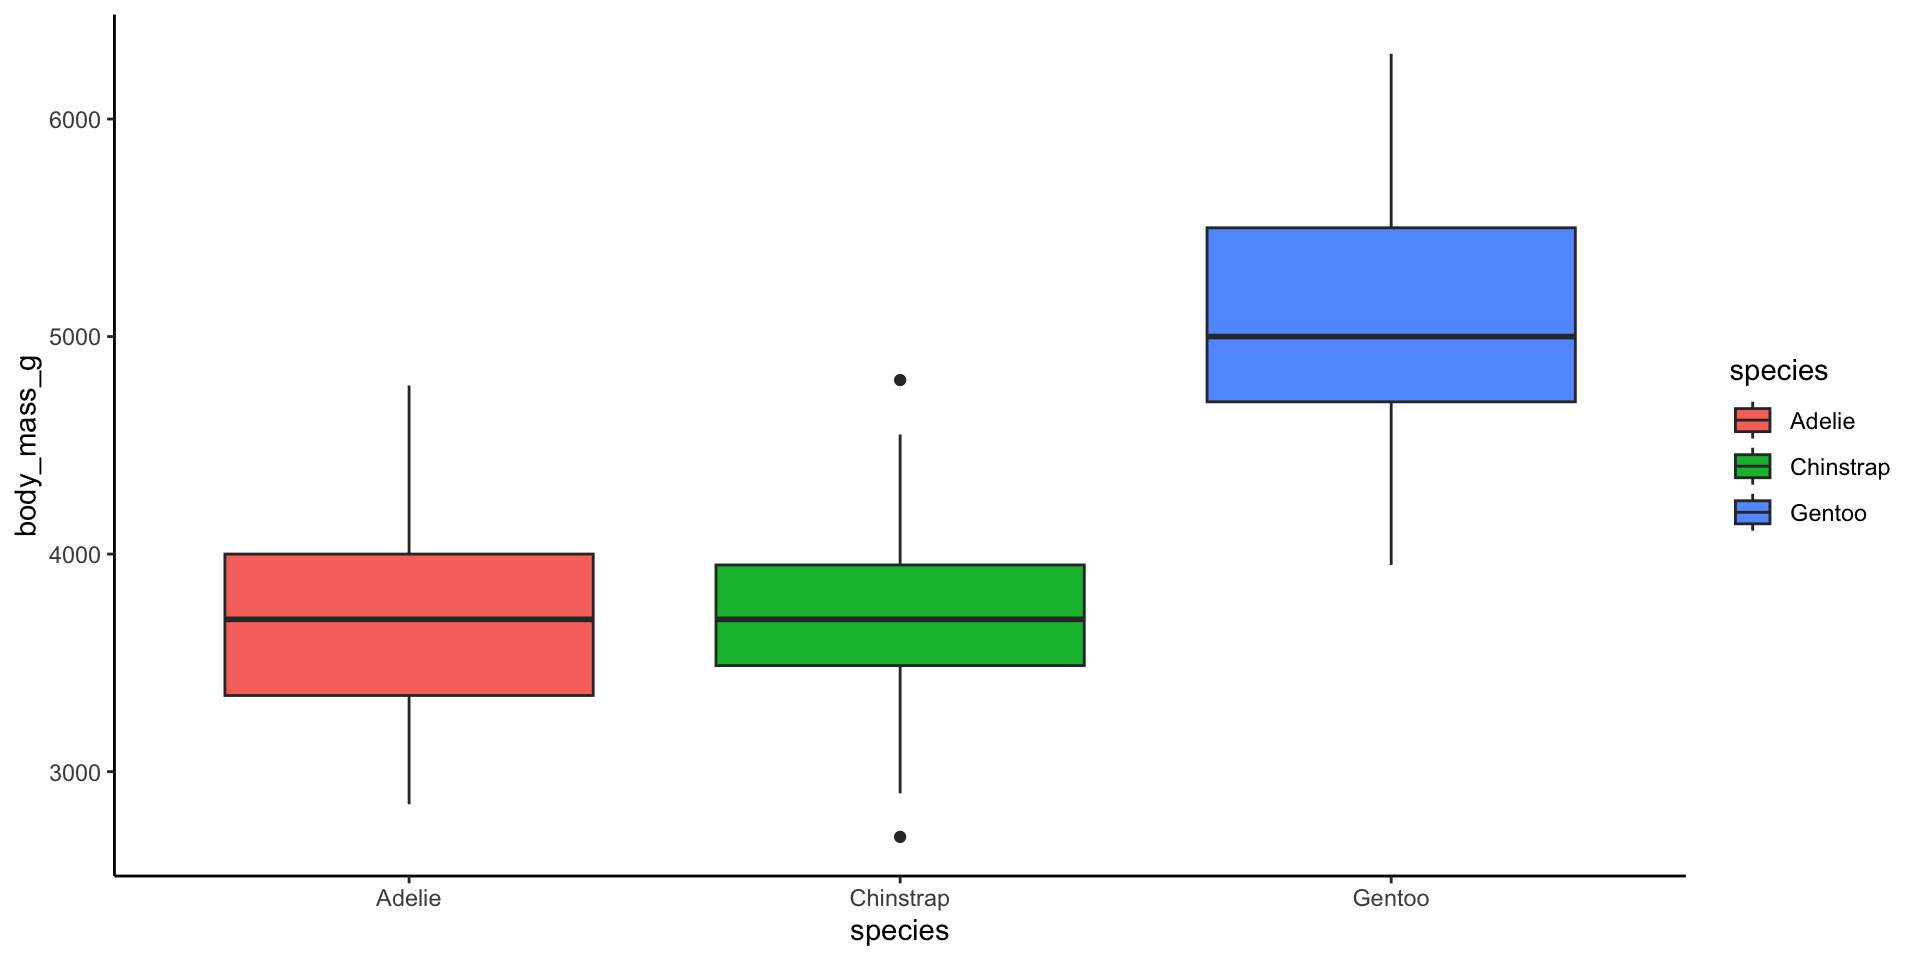 6000
5000
4000
3000
body_mass_g
Adelie
Chinstrap
Gentoo
species
species
Adelie
Chinstrap
Gentoo